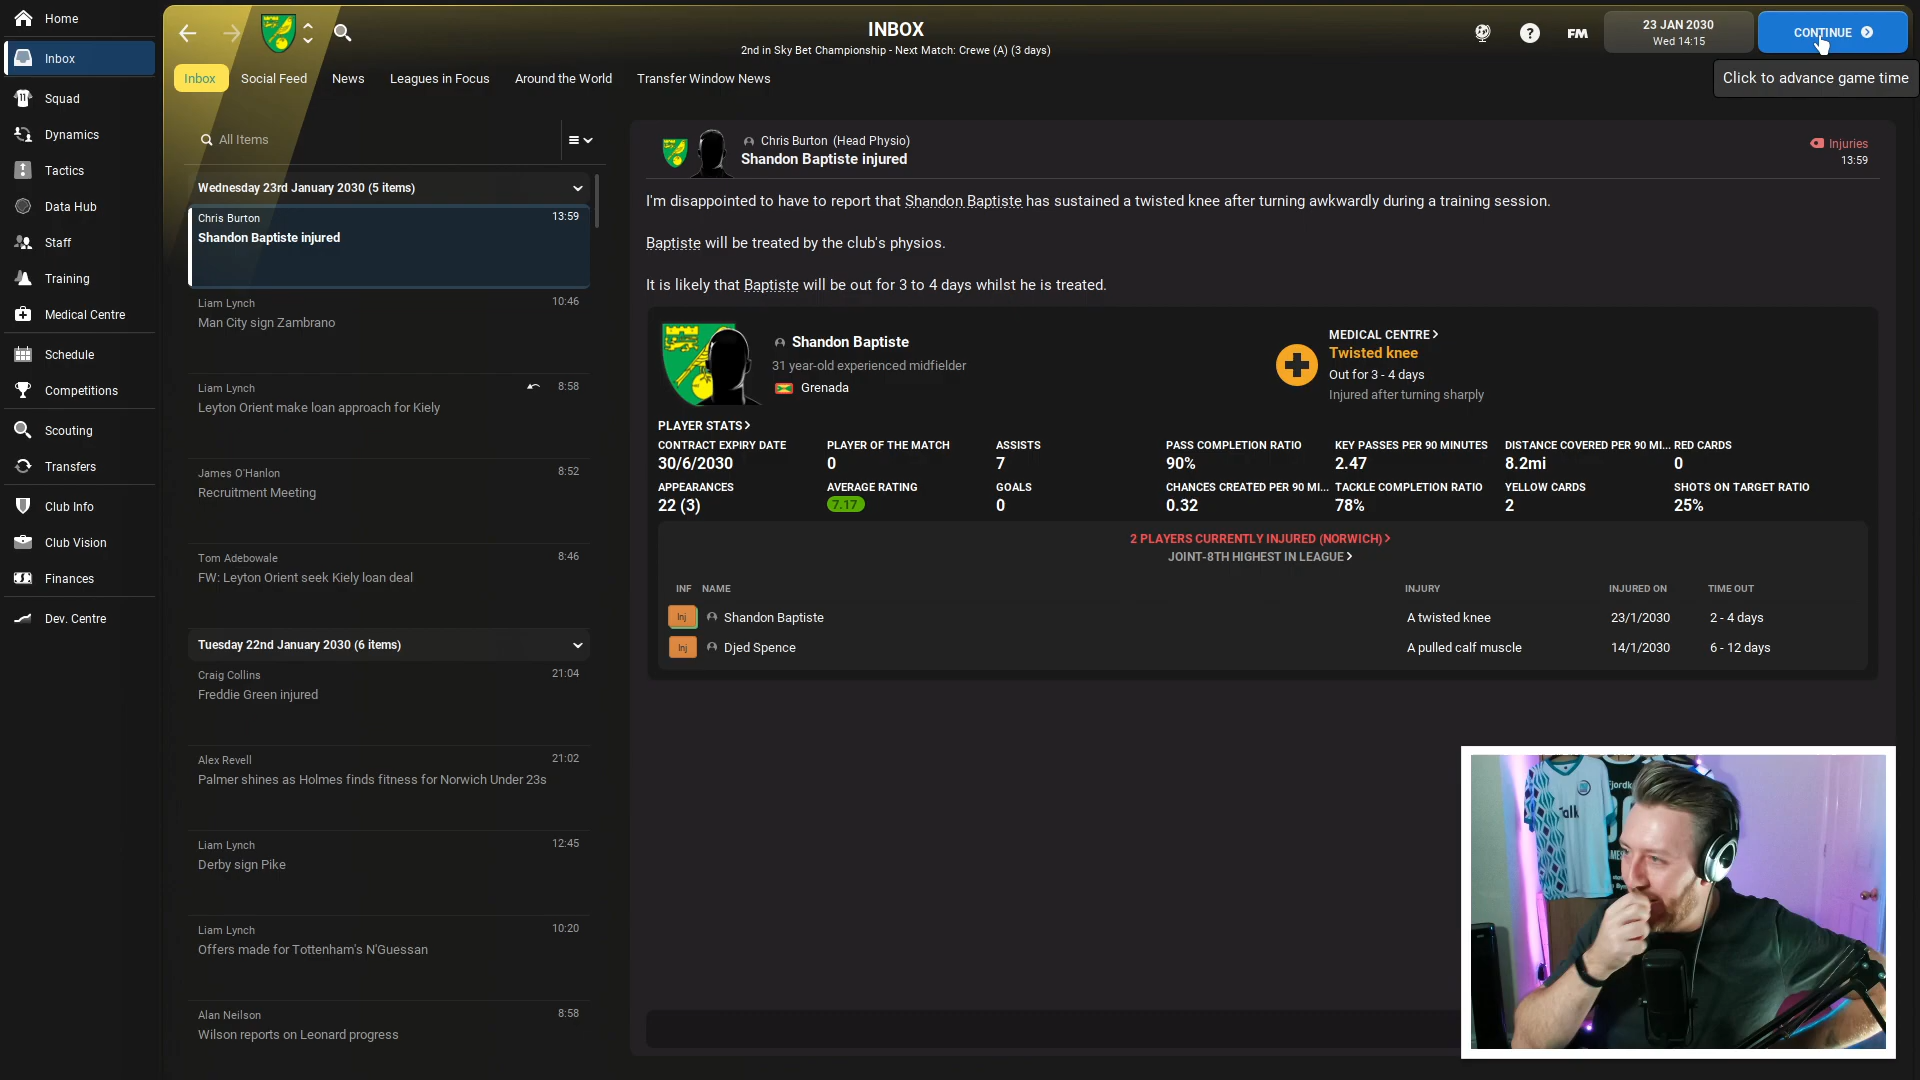 Home
Inbox
Squad
Dynamics
Tactics
Data Hub
Staff
Training
Medical Centre
Schedule
Competitions
Scouting
Transfers
Club Info
Club Vision
Finances
Dev. Centre
INBOX
2nd in Sky Bet Championship - Next Match: Crewe (A) (3 days)
?
FM
23 JAN 2030
Wed 14:15
CONTINUE
Click to advance game time
Inbox
Social Feed
News
Leagues in Focus
Around the World
Transfer Window News
All Items
Wednesday 23rd January 2030 (5 items)
Chris Burton 13:59
Shandon Baptiste injured
Liam Lynch 10:46
Man City sign Zambrano
Liam Lynch 8:58
Leyton Orient make loan approach for Kiely
James O'Hanlon 8:52
Recruitment Meeting
Tom Adebowale 8:46
FW: Leyton Orient seek Kiely loan deal
Tuesday 22nd January 2030 (6 items)
Craig Collins 21:04
Freddie Green injured
Alex Revell 21:02
Palmer shines as Holmes finds fitness for Norwich Under 23s
Liam Lynch 12:45
Derby sign Pike
Liam Lynch 10:20
Offers made for Tottenham's N'Guessan
Alan Neilson 8:58
Wilson reports on Leonard progress
Chris Burton (Head Physio)
Shandon Baptiste injured
Injuries
13:59
I'm disappointed to have to report that Shandon Baptiste has sustained a twisted knee after turning awkwardly during a training session.
Baptiste will be treated by the club's physios.
It is likely that Baptiste will be out for 3 to 4 days whilst he is treated.
Shandon Baptiste
31 year-old experienced midfielder
Grenada
MEDICAL CENTRE
Twisted knee
Out for 3 - 4 days
Injured after turning sharply
PLAYER STATS
CONTRACT EXPIRY DATE PLAYER OF THE MATCH ASSISTS PASS COMPLETION RATIO KEY PASSES PER 90 MINUTES DISTANCE COVERED PER 90 MI... RED CARDS
30/6/2030 0 7 90% 2.47 8.2mi 0
APPEARANCES AVERAGE RATING GOALS CHANCES CREATED PER 90 MI... TACKLE COMPLETION RATIO YELLOW CARDS SHOTS ON TARGET RATIO
22 (3) 7.17 0 0.32 78% 2 25%
2 PLAYERS CURRENTLY INJURED (NORWICH)
JOINT-8TH HIGHEST IN LEAGUE
INF NAME INJURY INJURED ON TIME OUT
Inj Shandon Baptiste A twisted knee 23/1/2030 2 - 4 days
Inj Djed Spence A pulled calf muscle 14/1/2030 6 - 12 days
Talk